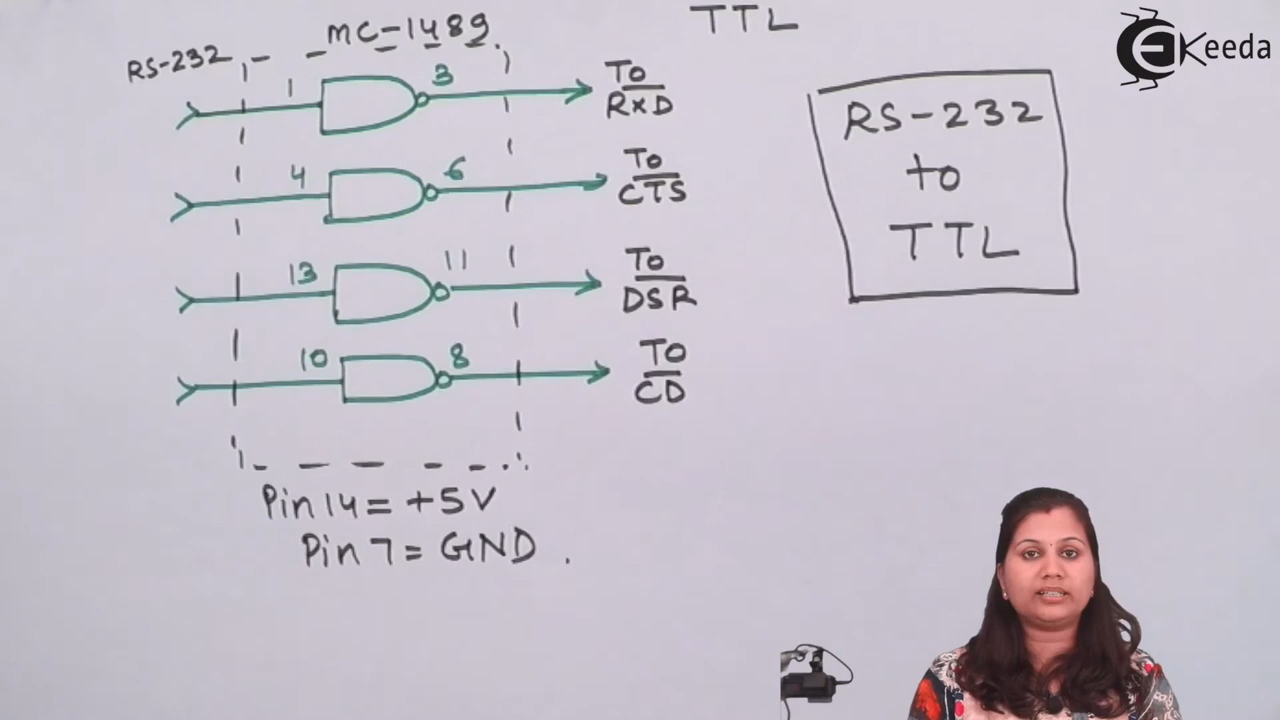 MC-1489
TTL
RS-232
1
3
To
RXD
4
6
To
CTS
13
11
To
DSR
10
8
To
CD
Pin 14 = +5V
Pin 7 = GND.
RS-232
to
TTL
Keeda